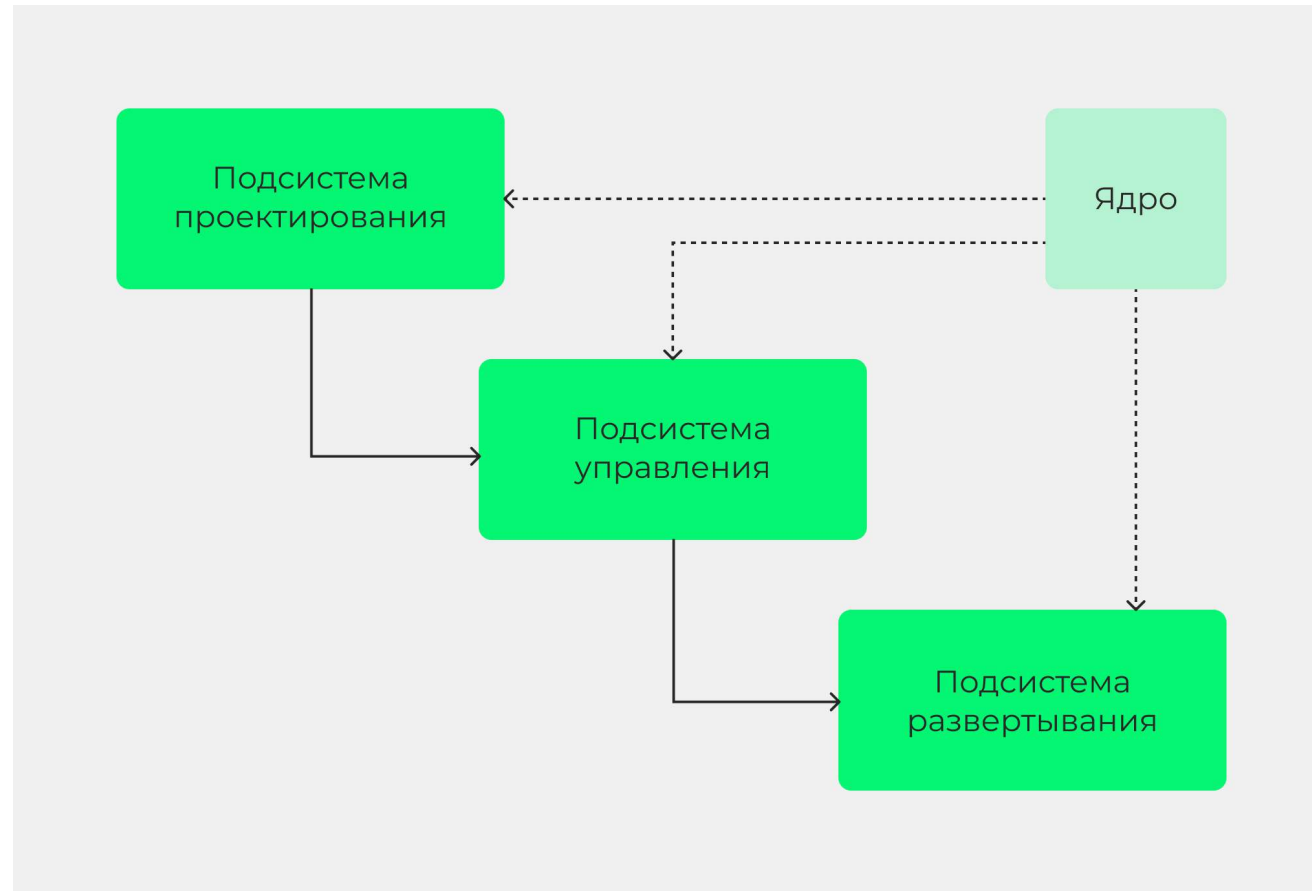 Подсистема
проектирования
Ядро
Подсистема
управления
Подсистема
развертывания